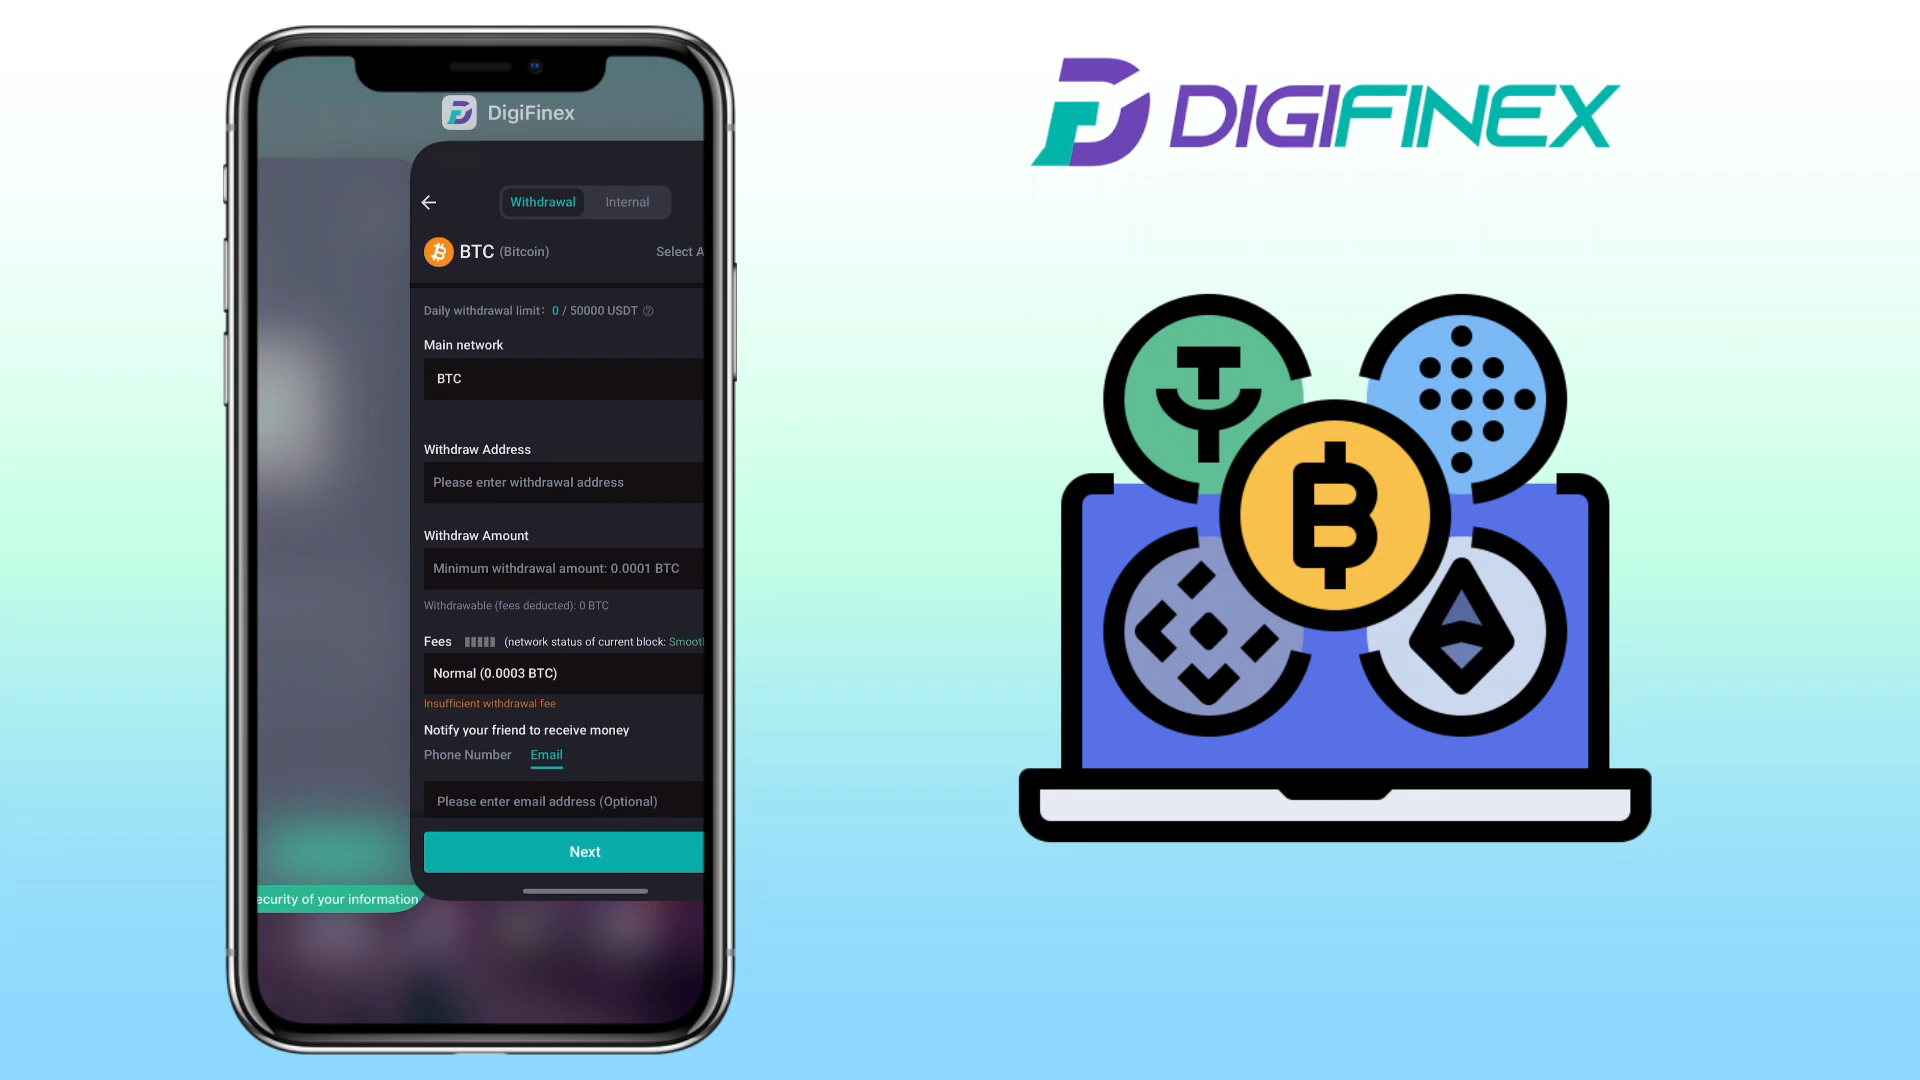 DigiFinex
Withdrawal Internal
BTC (Bitcoin) Select A
Daily withdrawal limit: 0 / 50000 USDT
Main network
BTC
Withdraw Address
Please enter withdrawal address
Withdraw Amount
Minimum withdrawal amount: 0.0001 BTC
Withdrawable (fees deducted): 0 BTC
Fees (network status of current block: Smoot
Normal (0.0003 BTC)
Insufficient withdrawal fee
Notify your friend to receive money
Phone Number Email
Please enter email address (Optional)
Next
ecurity of your information
DIGIFINEX